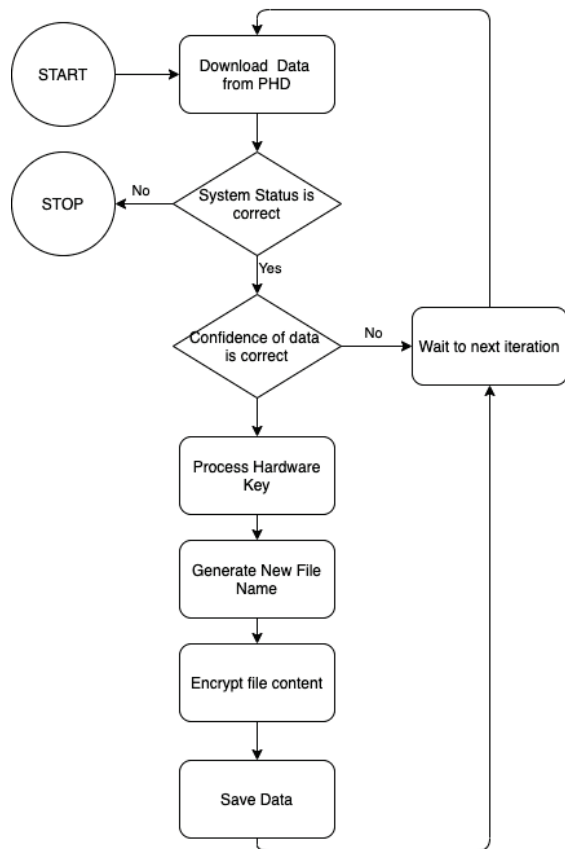 START
Download Data
from PHD
STOP
No
System Status is
correct
Yes
Confidence of data
is correct
No
Wait to next iteration
Process Hardware
Key
Generate New File
Name
Encrypt file content
Save Data